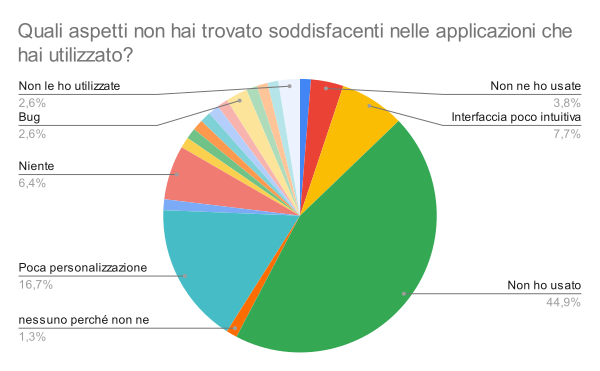 Quali aspetti non hai trovato soddisfacenti nelle applicazioni che
hai utilizzato?
Non le ho utilizzate
2,6%
Bug
2,6%
Niente
6,4%
Poca personalizzazione
16,7%
nessuno perché non ne
1,3%
Non ne ho usate
3,8%
Interfaccia poco intuitiva
7,7%
Non ho usato
44,9%